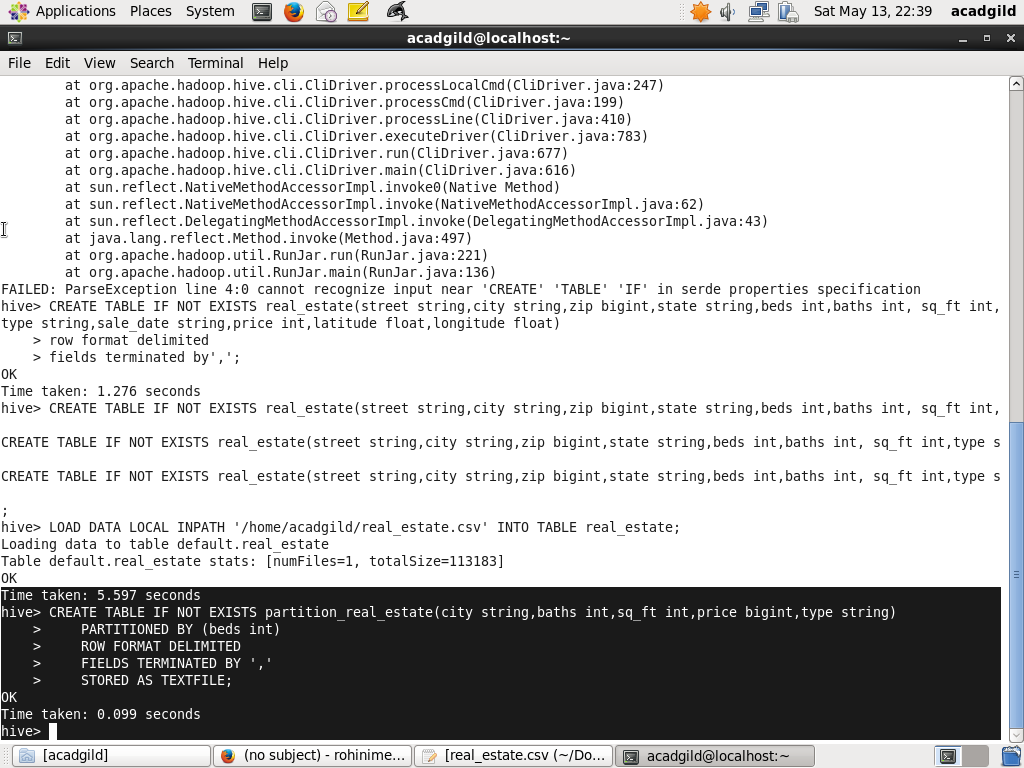 Applications Places System Sat May 13, 22:39 acadgild
acadgild@localhost:~
File Edit View Search Terminal Help
        at org.apache.hadoop.hive.cli.CliDriver.processLocalCmd(CliDriver.java:247)
        at org.apache.hadoop.hive.cli.CliDriver.processCmd(CliDriver.java:199)
        at org.apache.hadoop.hive.cli.CliDriver.processLine(CliDriver.java:410)
        at org.apache.hadoop.hive.cli.CliDriver.executeDriver(CliDriver.java:783)
        at org.apache.hadoop.hive.cli.CliDriver.run(CliDriver.java:677)
        at org.apache.hadoop.hive.cli.CliDriver.main(CliDriver.java:616)
        at sun.reflect.NativeMethodAccessorImpl.invoke0(Native Method)
        at sun.reflect.NativeMethodAccessorImpl.invoke(NativeMethodAccessorImpl.java:62)
        at sun.reflect.DelegatingMethodAccessorImpl.invoke(DelegatingMethodAccessorImpl.java:43)
        at java.lang.reflect.Method.invoke(Method.java:497)
        at org.apache.hadoop.util.RunJar.run(RunJar.java:221)
        at org.apache.hadoop.util.RunJar.main(RunJar.java:136)
FAILED: ParseException line 4:0 cannot recognize input near 'CREATE' 'TABLE' 'IF' in serde properties specification
hive> CREATE TABLE IF NOT EXISTS real_estate(street string,city string,zip bigint,state string,beds int,baths int, sq_ft int,
type string,sale_date string,price int,latitude float,longitude float)
    > row format delimited
    > fields terminated by',';
OK
Time taken: 1.276 seconds
hive> CREATE TABLE IF NOT EXISTS real_estate(street string,city string,zip bigint,state string,beds int,baths int, sq_ft int,
CREATE TABLE IF NOT EXISTS real_estate(street string,city string,zip bigint,state string,beds int,baths int, sq_ft int,type s
CREATE TABLE IF NOT EXISTS real_estate(street string,city string,zip bigint,state string,beds int,baths int, sq_ft int,type s
;
hive> LOAD DATA LOCAL INPATH '/home/acadgild/real_estate.csv' INTO TABLE real_estate;
Loading data to table default.real_estate
Table default.real_estate stats: [numFiles=1, totalSize=113183]
OK
Time taken: 5.597 seconds
hive> CREATE TABLE IF NOT EXISTS partition_real_estate(city string,baths int,sq_ft int,price bigint,type string)
    >     PARTITIONED BY (beds int)
    >     ROW FORMAT DELIMITED
    >     FIELDS TERMINATED BY ','
    >     STORED AS TEXTFILE;
OK
Time taken: 0.099 seconds
hive>
[acadgild] (no subject) - rohinime... [real_estate.csv (~/Do... acadgild@localhost:~